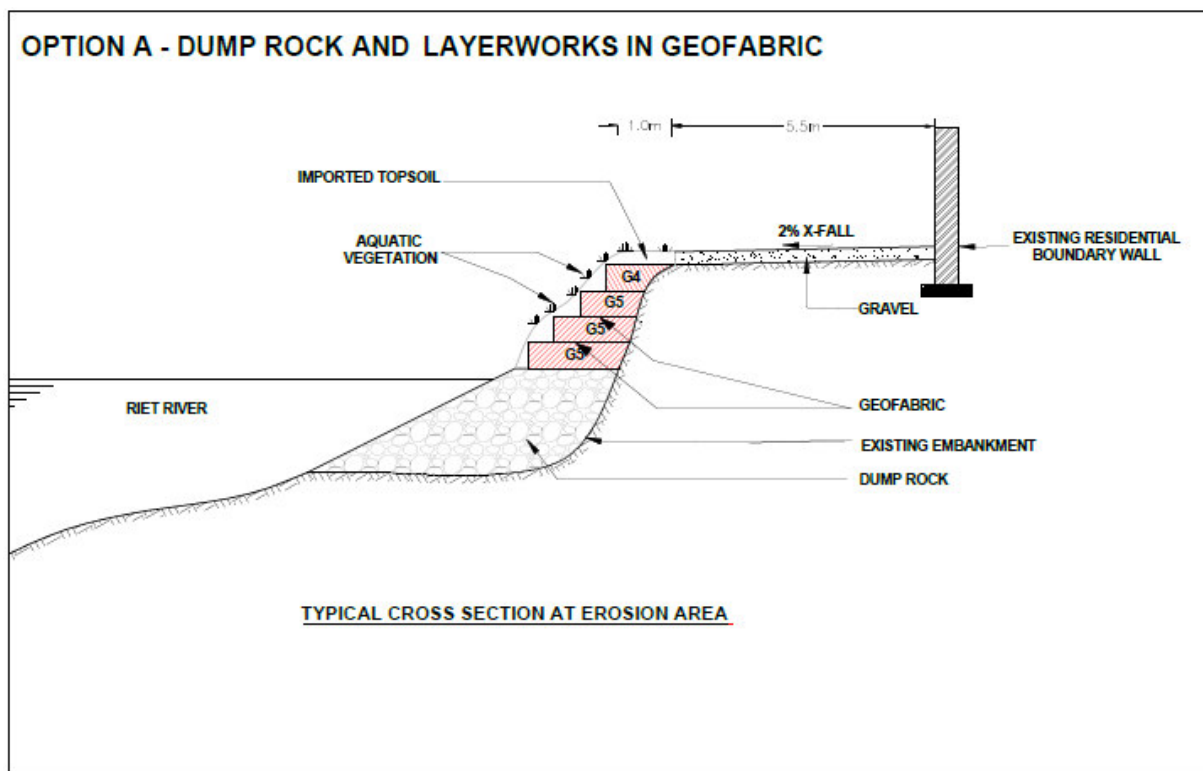 OPTION A - DUMP ROCK AND LAYERWORKS IN GEOFABRIC
1.0m
5.5m
IMPORTED TOPSOIL
AQUATIC
VEGETATION
2% X-FALL
EXISTING RESIDENTIAL
BOUNDARY WALL
G4
G5
GRAVEL
G5
G5
RIET RIVER
GEOFABRIC
EXISTING EMBANKMENT
DUMP ROCK
TYPICAL CROSS SECTION AT EROSION AREA